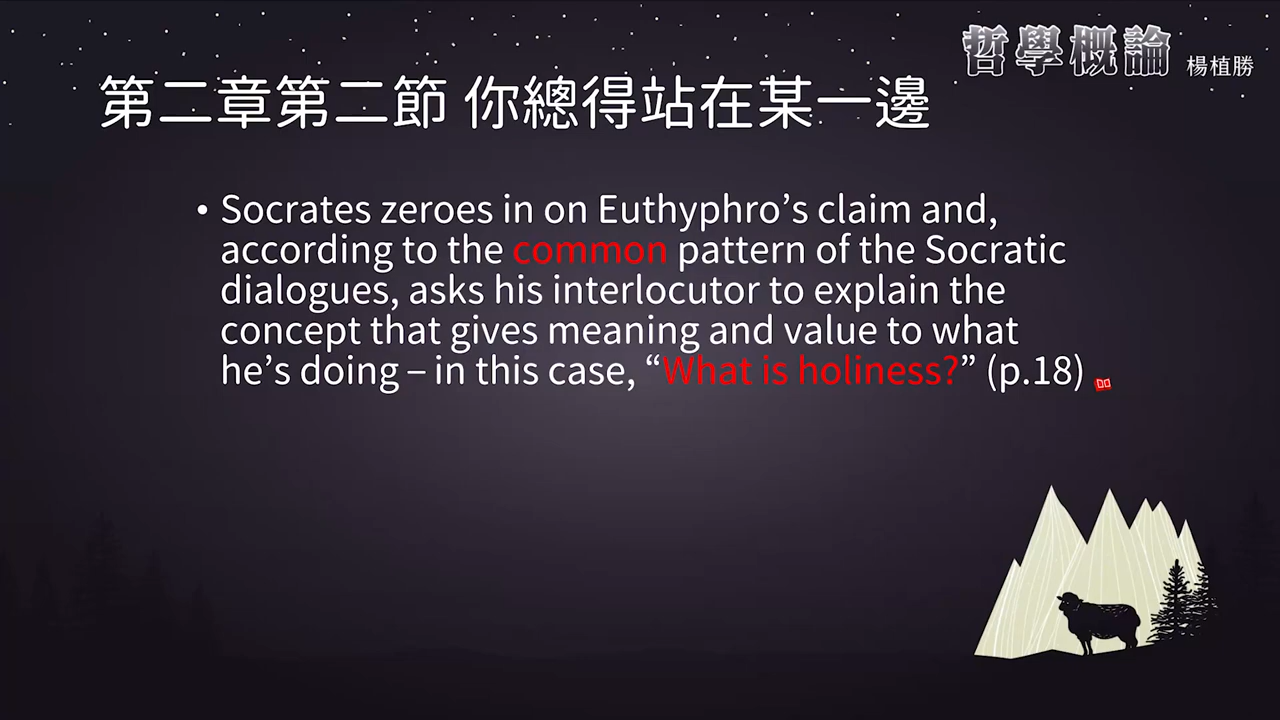 哲學概論 楊植勝
第二章第二節 你總得站在某一邊
• Socrates zeroes in on Euthyphro’s claim and,
according to the common pattern of the Socratic
dialogues, asks his interlocutor to explain the
concept that gives meaning and value to what
he’s doing – in this case, “What is holiness?” (p.18)